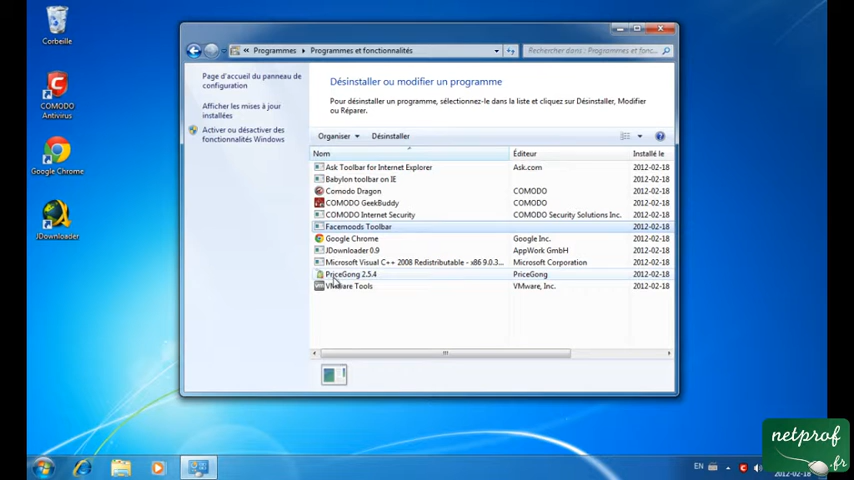 Corbeille
COMODO
Antivirus
Google Chrome
JDownloader
Programmes
Programmes et fonctionnalités
Rechercher dans : Programmes et fonc...
Page d'accueil du panneau de
configuration
Afficher les mises à jour
installées
Activer ou désactiver des
fonctionnalités Windows
Désinstaller ou modifier un programme
Pour désinstaller un programme, sélectionnez-le dans la liste et cliquez sur Désinstaller, Modifier
ou Réparer.
Organiser Désinstaller
Nom Éditeur Installé le
Ask Toolbar for Internet Explorer Ask.com 2012-02-18
Babylon toolbar on IE 2012-02-18
Comodo Dragon COMODO 2012-02-18
COMODO GeekBuddy COMODO 2012-02-18
COMODO Internet Security COMODO Security Solutions Inc. 2012-02-18
Facemoods Toolbar 2012-02-18
Google Chrome Google Inc. 2012-02-18
JDownloader 0.9 AppWork GmbH 2012-02-18
Microsoft Visual C++ 2008 Redistributable - x86 9.0.3... Microsoft Corporation 2012-02-18
PriceGong 2.5.4 PriceGong 2012-02-18
VMware Tools VMware, Inc. 2012-02-18
EN
2012-02-18
netprof
.fr